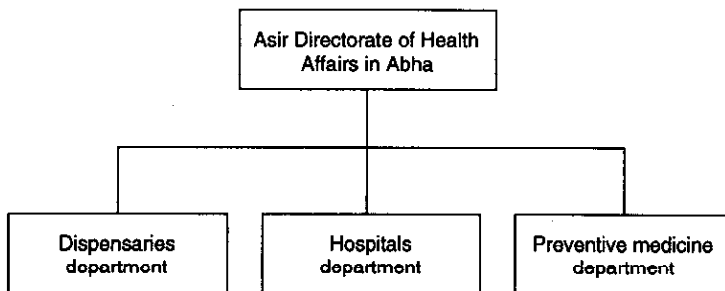 Asir Directorate of Health
Affairs in Abha
Dispensaries
department
Hospitals
department
Preventive medicine
department